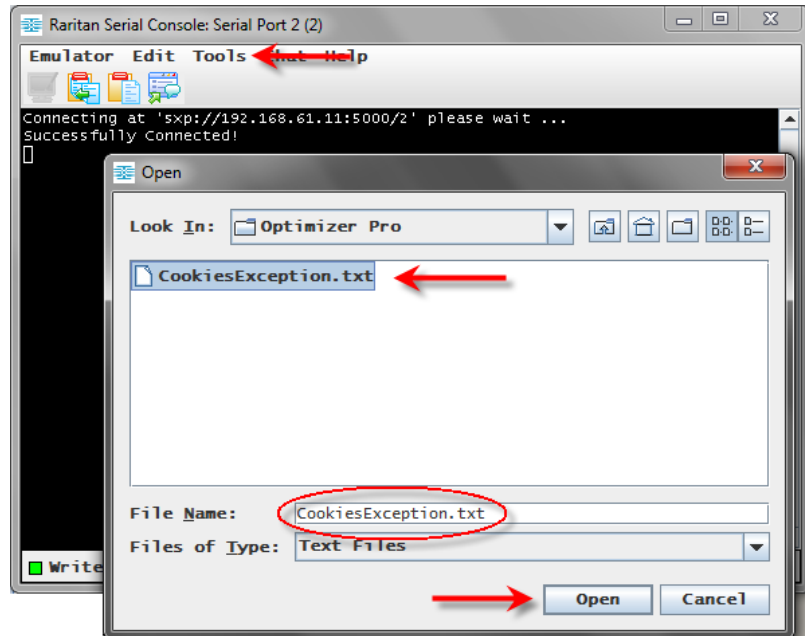 Raritan Serial Console: Serial Port 2 (2)
Emulator Edit Tools Chat Help
Connecting at 'sxp://192.168.61.11:5000/2' please wait ...
Successfully Connected!
Open
Look In: Optimizer Pro
CookiesException.txt
File Name: CookiesException.txt
Files of Type: Text Files
Write
Open Cancel